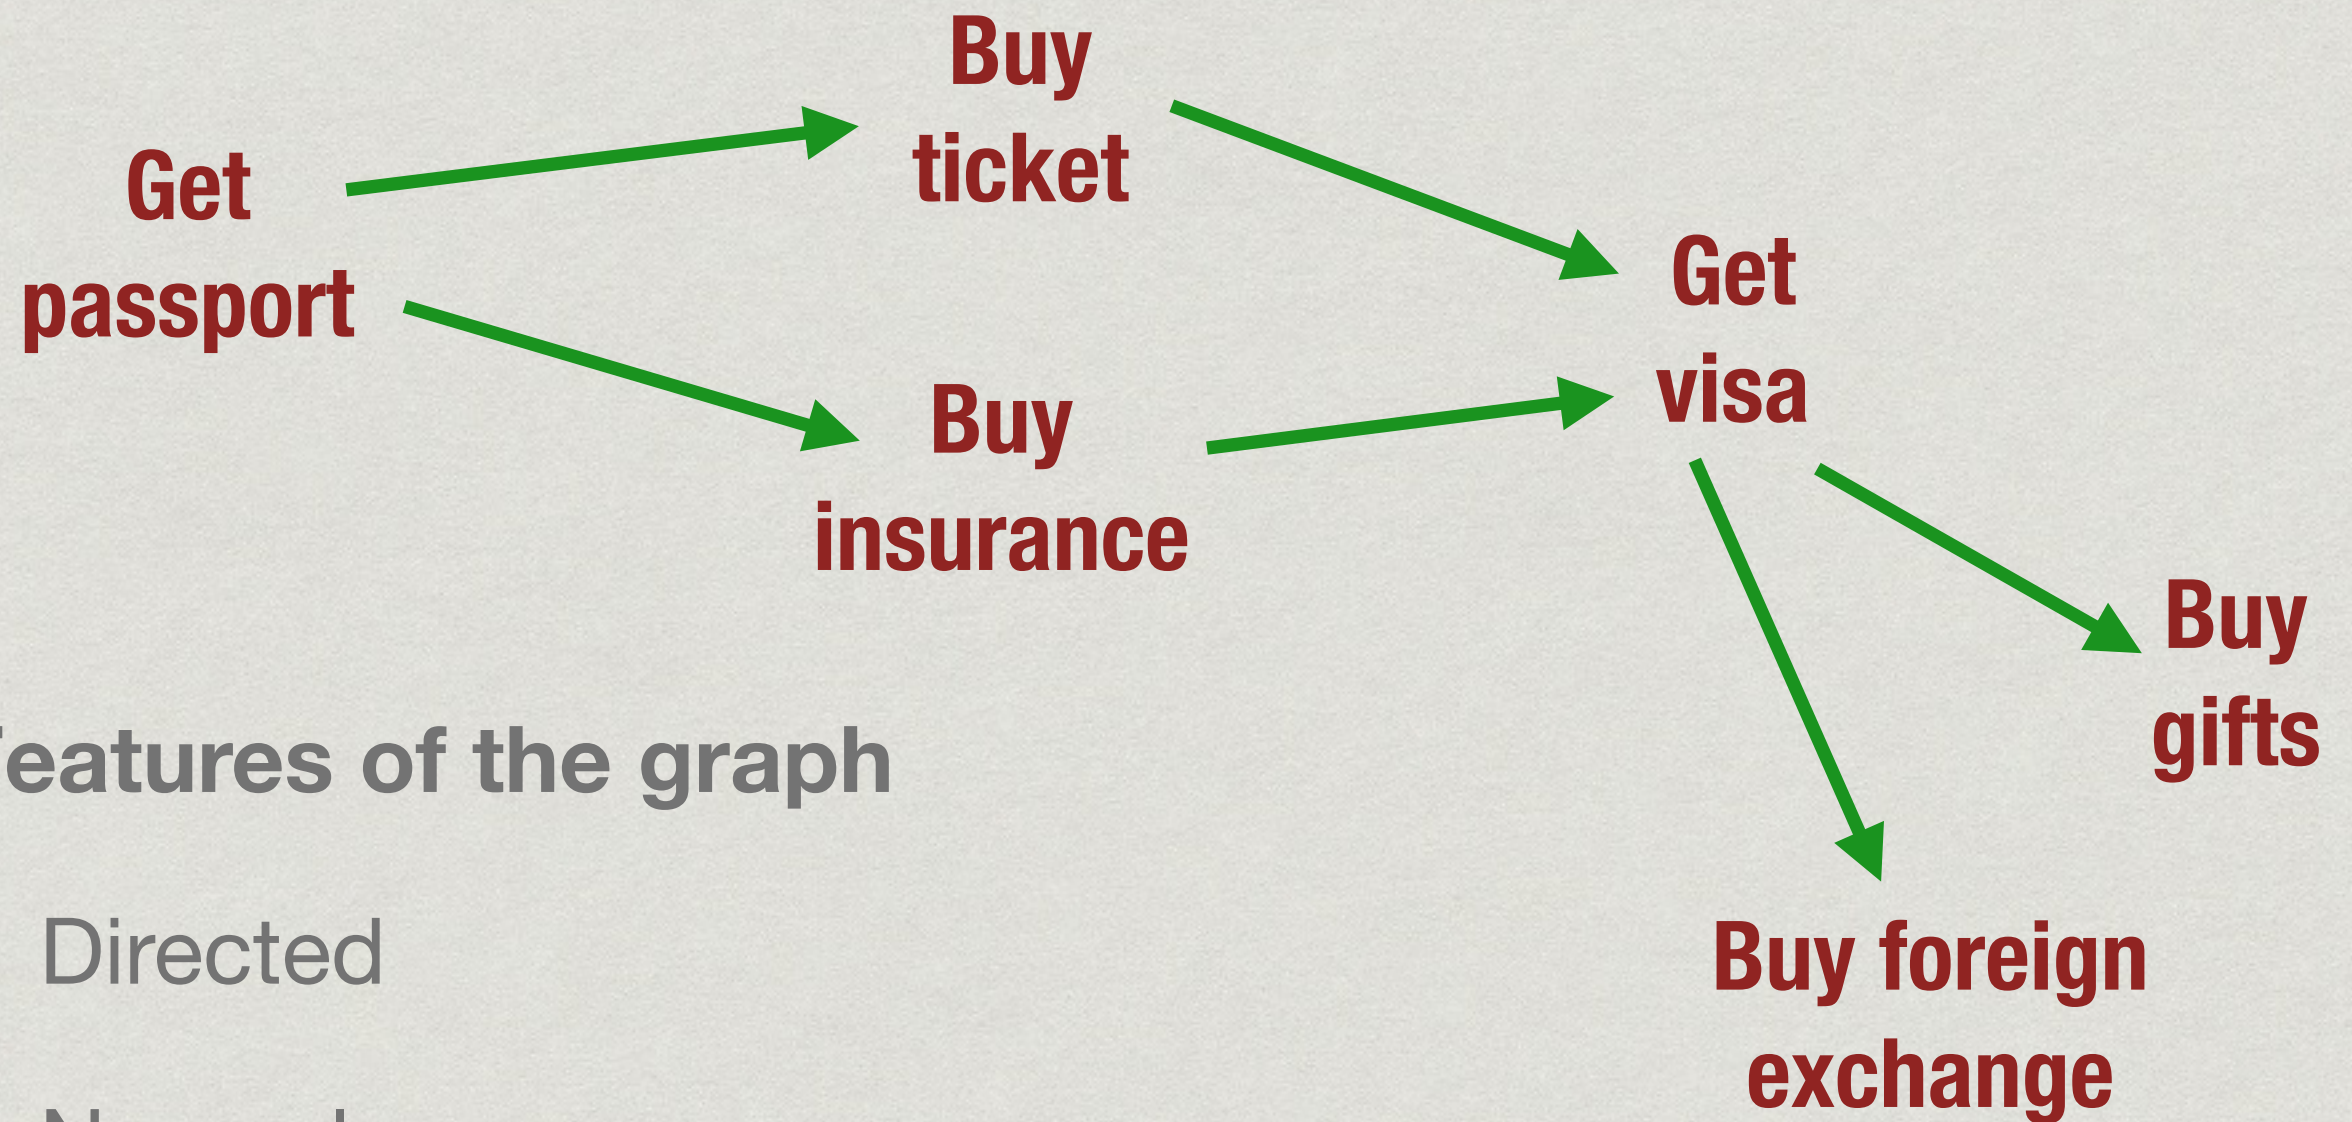 Get
passport
Buy
ticket
Buy
insurance
Get
visa
Buy
gifts
Buy foreign
exchange
eatures of the graph
Directed